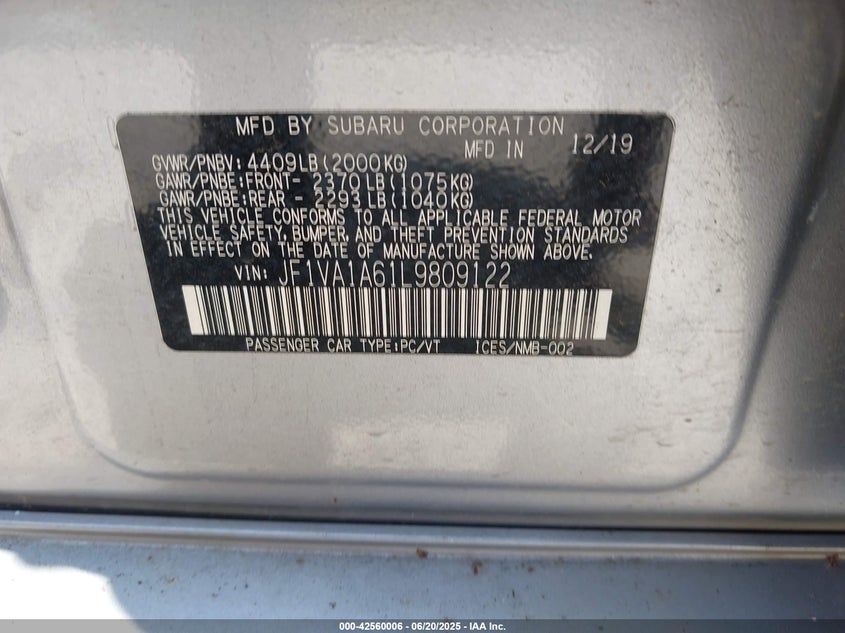 MFD BY SUBARU CORPORATION
MFD IN 12/19
GVWR/PNBV: 4409LB(2000KG)
GAWR/PNBE:FRONT- 2370LB(1075KG)
GAWR/PNBE:REAR - 2293LB(1040KG)
THIS VEHICLE CONFORMS TO ALL APPLICABLE FEDERAL MOTOR
VEHICLE SAFETY, BUMPER, AND THEFT PREVENTION STANDARDS
IN EFFECT ON THE DATE OF MANUFACTURE SHOWN ABOVE.
VIN: JF1VA1A61L9809122
PASSENGER CAR TYPE:PC/VT ICES/NMB-002
000-42560006 - 06/20/2025 - IAA Inc.